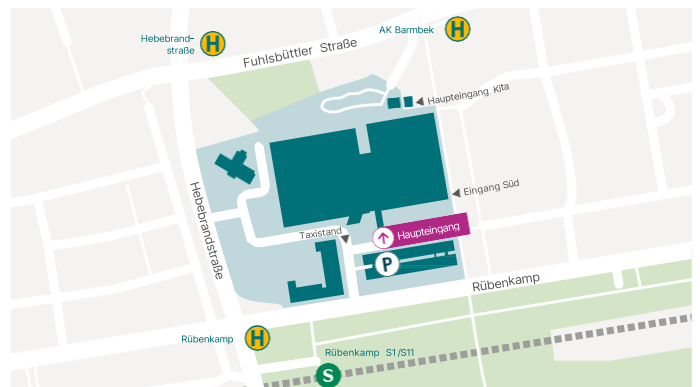 Hebebrand-
straße
H
AK Barmbek
H
Fuhlsbüttler Straße
Haupteingang Kita
Eingang Süd
Hebebrandstraße
Taxistand
Haupteingang
P
Rübenkamp
Rübenkamp
H
Rübenkamp S1/S11
S